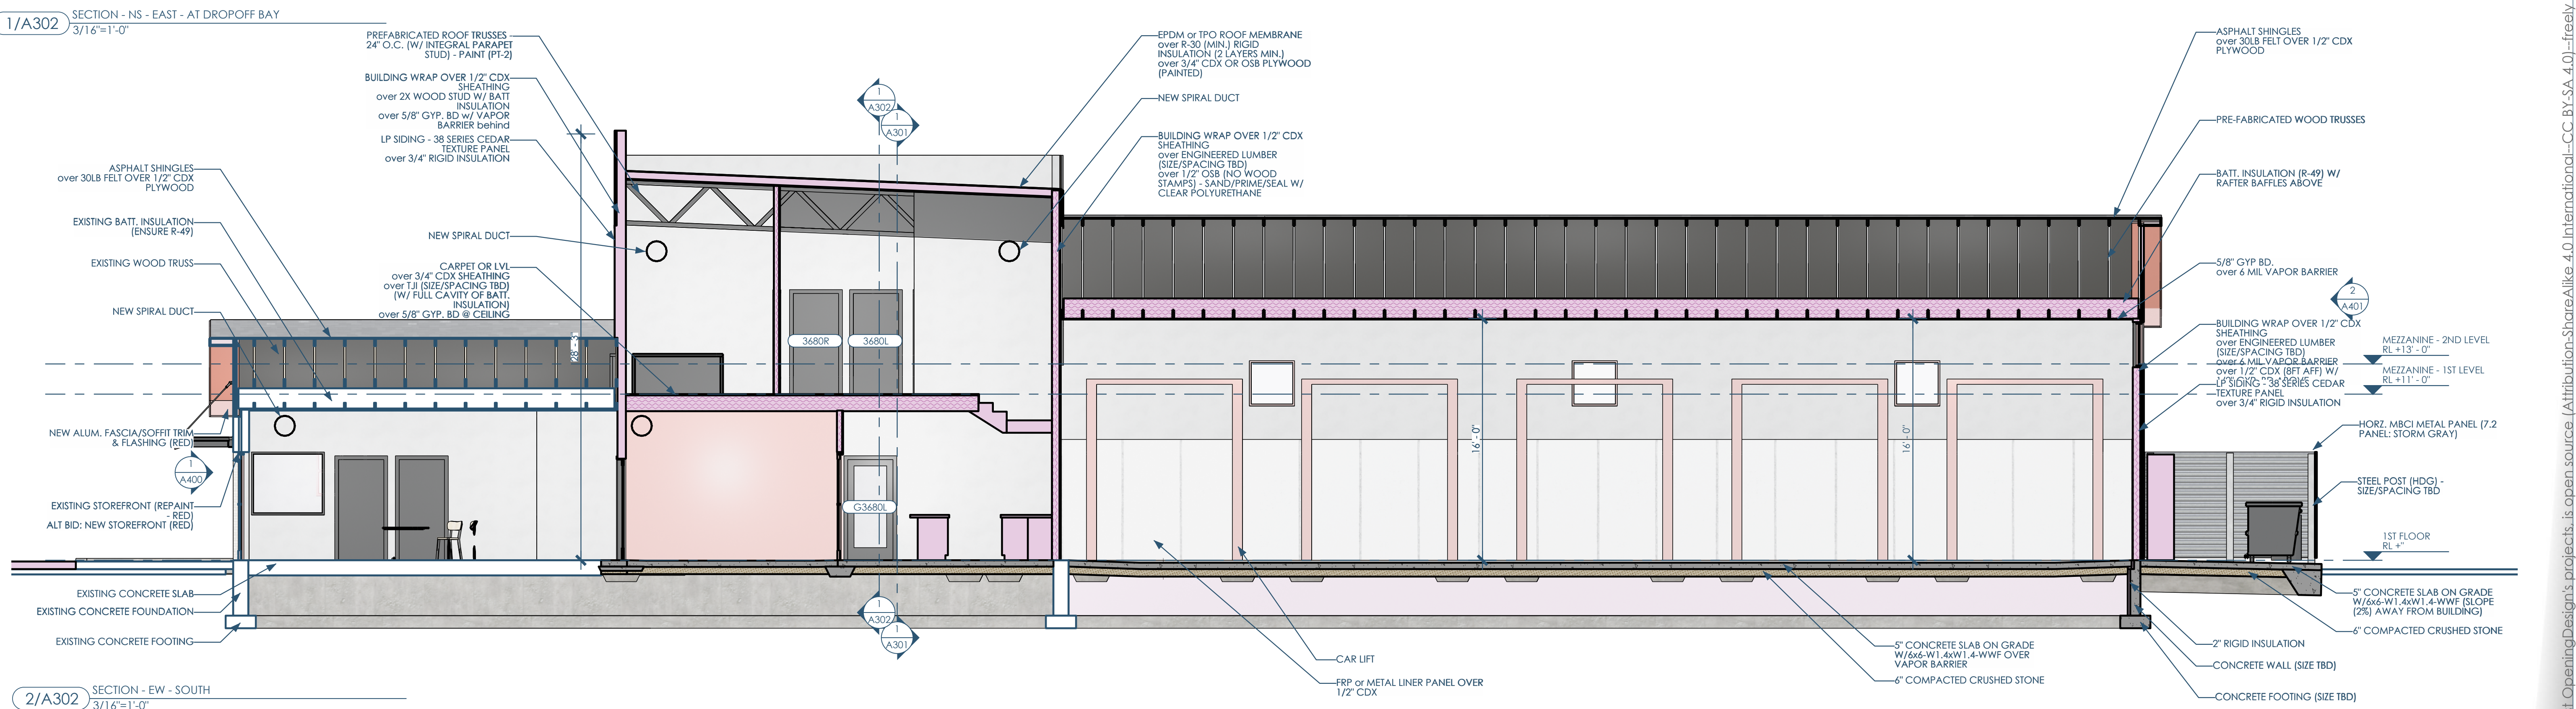 1/A302
SECTION - NS - EAST - AT DROPOFF BAY
3/16"=1'-0"
PREFABRICATED ROOF TRUSSES -
24" O.C. (W/ INTEGRAL PARAPET
STUD) - PAINT (PT-2)
BUILDING WRAP OVER 1/2" CDX
SHEATHING
over 2X WOOD STUD W/ BATT
INSULATION
over 5/8" GYP. BD w/ VAPOR
BARRIER behind
LP SIDING - 38 SERIES CEDAR
TEXTURE PANEL
over 3/4" RIGID INSULATION
ASPHALT SHINGLES
over 30LB FELT OVER 1/2" CDX
PLYWOOD
EXISTING BATT. INSULATION
(ENSURE R-49)
NEW SPIRAL DUCT
EXISTING WOOD TRUSS
CARPET OR LVL
over 3/4" CDX SHEATHING
over TJI (SIZE/SPACING TBD)
(W/ FULL CAVITY OF BATT.
INSULATION)
over 5/8" GYP. BD @ CEILING
NEW SPIRAL DUCT
NEW ALUM. FASCIA/SOFFIT TRIM
& FLASHING (RED)
1
A400
EXISTING STOREFRONT (REPAINT
- RED)
ALT BID: NEW STOREFRONT (RED)
EXISTING CONCRETE SLAB
EXISTING CONCRETE FOUNDATION
EXISTING CONCRETE FOOTING
1
A302
1
A301
3680R
3680L
G3680L
1
A302
1
A301
EPDM or TPO ROOF MEMBRANE
over R-30 (MIN.) RIGID
INSULATION (2 LAYERS MIN.)
over 3/4" CDX OR OSB PLYWOOD
(PAINTED)
NEW SPIRAL DUCT
BUILDING WRAP OVER 1/2" CDX
SHEATHING
over ENGINEERED LUMBER
(SIZE/SPACING TBD)
over 1/2" OSB (NO WOOD
STAMPS) - SAND/PRIME/SEAL W/
CLEAR POLYURETHANE
16' - 0"
16' - 0"
CAR LIFT
FRP or METAL LINER PANEL OVER
1/2" CDX
5" CONCRETE SLAB ON GRADE
W/6x6-W1.4xW1.4-WWF OVER
VAPOR BARRIER
6" COMPACTED CRUSHED STONE
ASPHALT SHINGLES
over 30LB FELT OVER 1/2" CDX
PLYWOOD
PRE-FABRICATED WOOD TRUSSES
BATT. INSULATION (R-49) W/
RAFTER BAFFLES ABOVE
5/8" GYP BD.
over 6 MIL VAPOR BARRIER
2
A401
BUILDING WRAP OVER 1/2" CDX
SHEATHING
over ENGINEERED LUMBER
(SIZE/SPACING TBD)
over 6 MIL VAPOR BARRIER
over 1/2" CDX (8FT AFF) W/
LP SIDING - 38 SERIES CEDAR
TEXTURE PANEL
over 3/4" RIGID INSULATION
MEZZANINE - 2ND LEVEL
RL +13' - 0"
MEZZANINE - 1ST LEVEL
RL +11' - 0"
HORZ. MBCI METAL PANEL (7.2
PANEL: STORM GRAY)
STEEL POST (HDG) -
SIZE/SPACING TBD
1ST FLOOR
RL +"
5" CONCRETE SLAB ON GRADE
W/6x6-W1.4xW1.4-WWF (SLOPE
(2%) AWAY FROM BUILDING)
6" COMPACTED CRUSHED STONE
2" RIGID INSULATION
CONCRETE WALL (SIZE TBD)
CONCRETE FOOTING (SIZE TBD)
OpeningDesign's projects, is open source (Attribution-ShareAlike 4.0 International--CC BY-SA 4.0)--freely
2/A302
SECTION - EW - SOUTH
3/16"=1'-0"